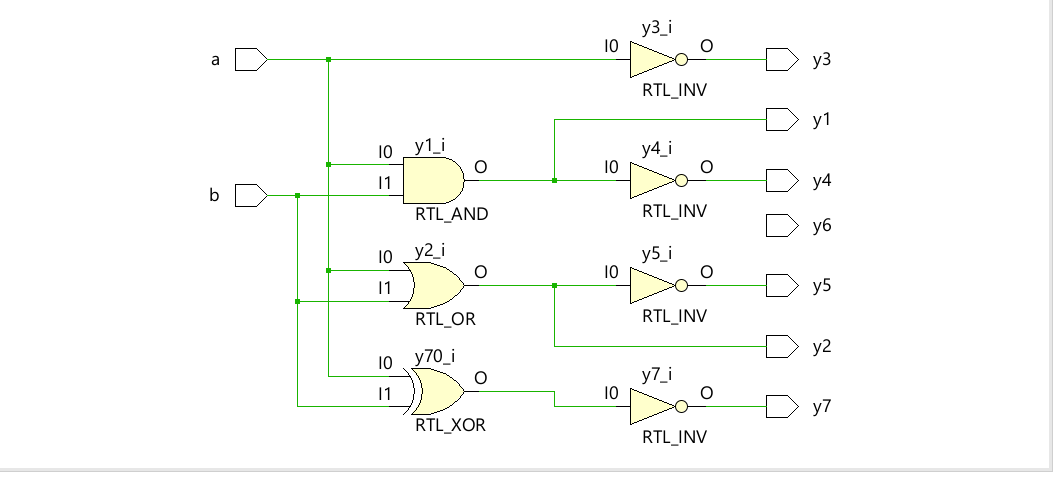 y3_i
a
I0
O
y3
RTL_INV
y1
y1_i
y4_i
I0
O
I0
O
y4
I1
b
RTL_AND
RTL_INV
y6
y2_i
y5_i
I0
O
I0
O
y5
I1
RTL_OR
RTL_INV
y2
y70_i
y7_i
I0
O
I1
I0
O
y7
RTL_XOR
RTL_INV